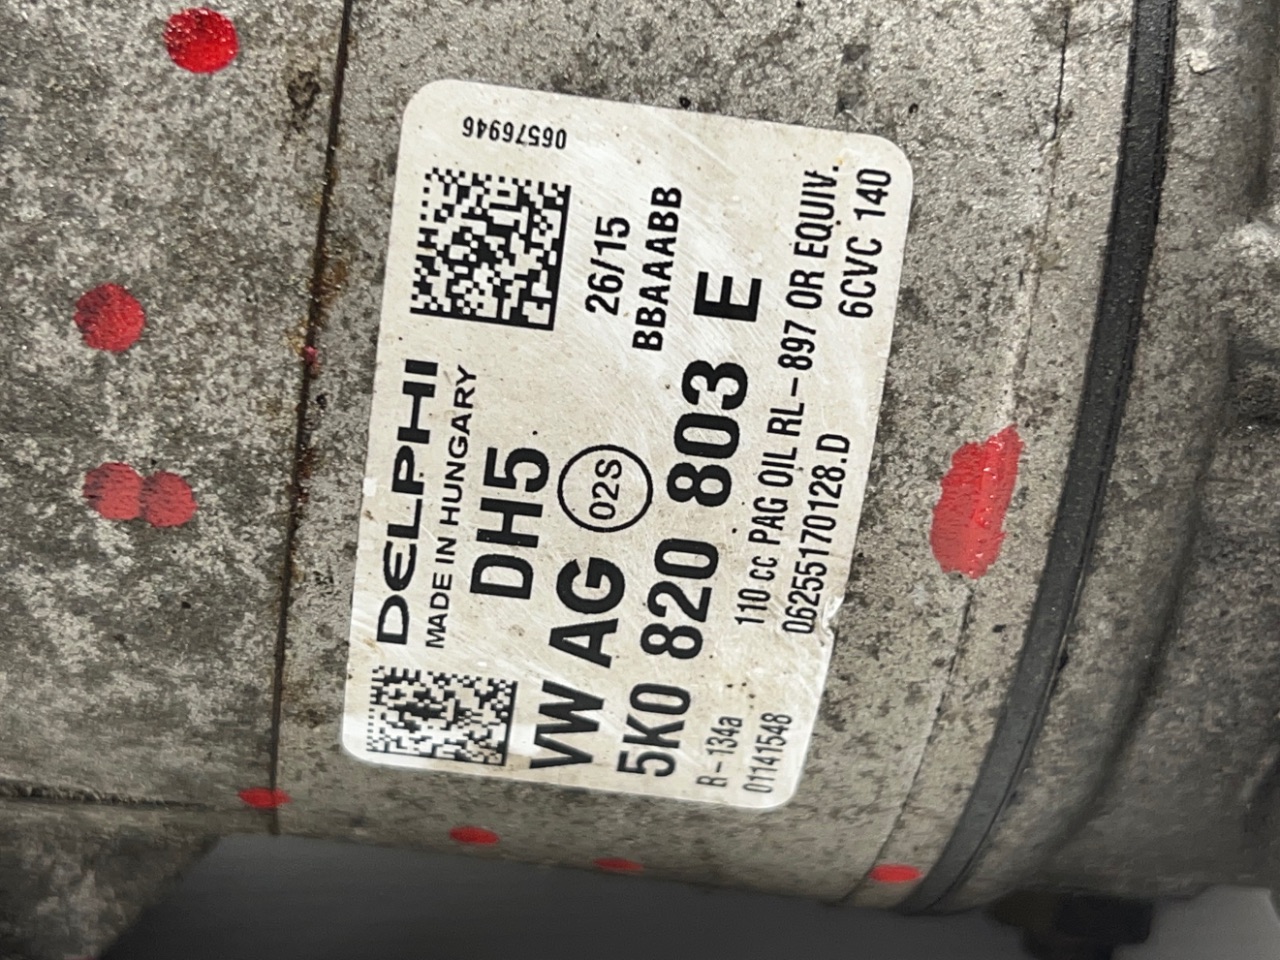 DELPHI
MADE IN HUNGARY
06576946
DH5
26/15
VW AG
02S
BBAAABB
5K0 820 803 E
R-134a
110 cc PAG OIL RL-897 OR EQUIV.
01141548
06255170128.D
6CVC 140